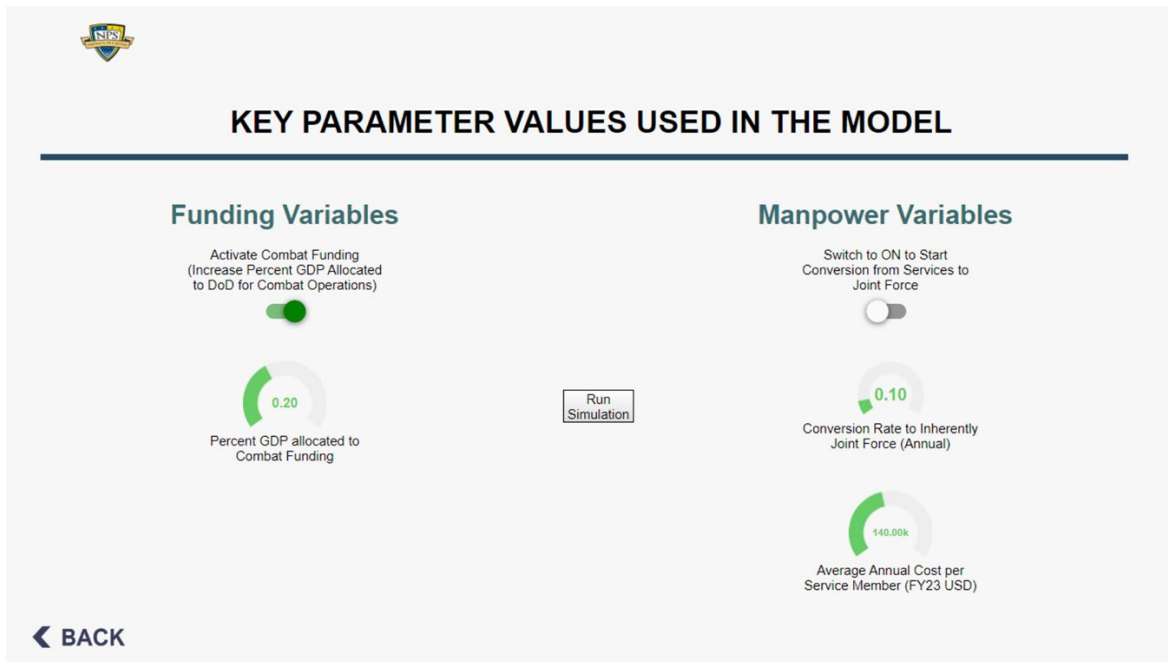 NPS
KEY PARAMETER VALUES USED IN THE MODEL
Funding Variables
Activate Combat Funding
(Increase Percent GDP Allocated
to DoD for Combat Operations)
0.20
Percent GDP allocated to
Combat Funding
Run
Simulation
Manpower Variables
Switch to ON to Start
Conversion from Services to
Joint Force
0.10
Conversion Rate to Inherently
Joint Force (Annual)
140.00k
Average Annual Cost per
Service Member (FY23 USD)
BACK